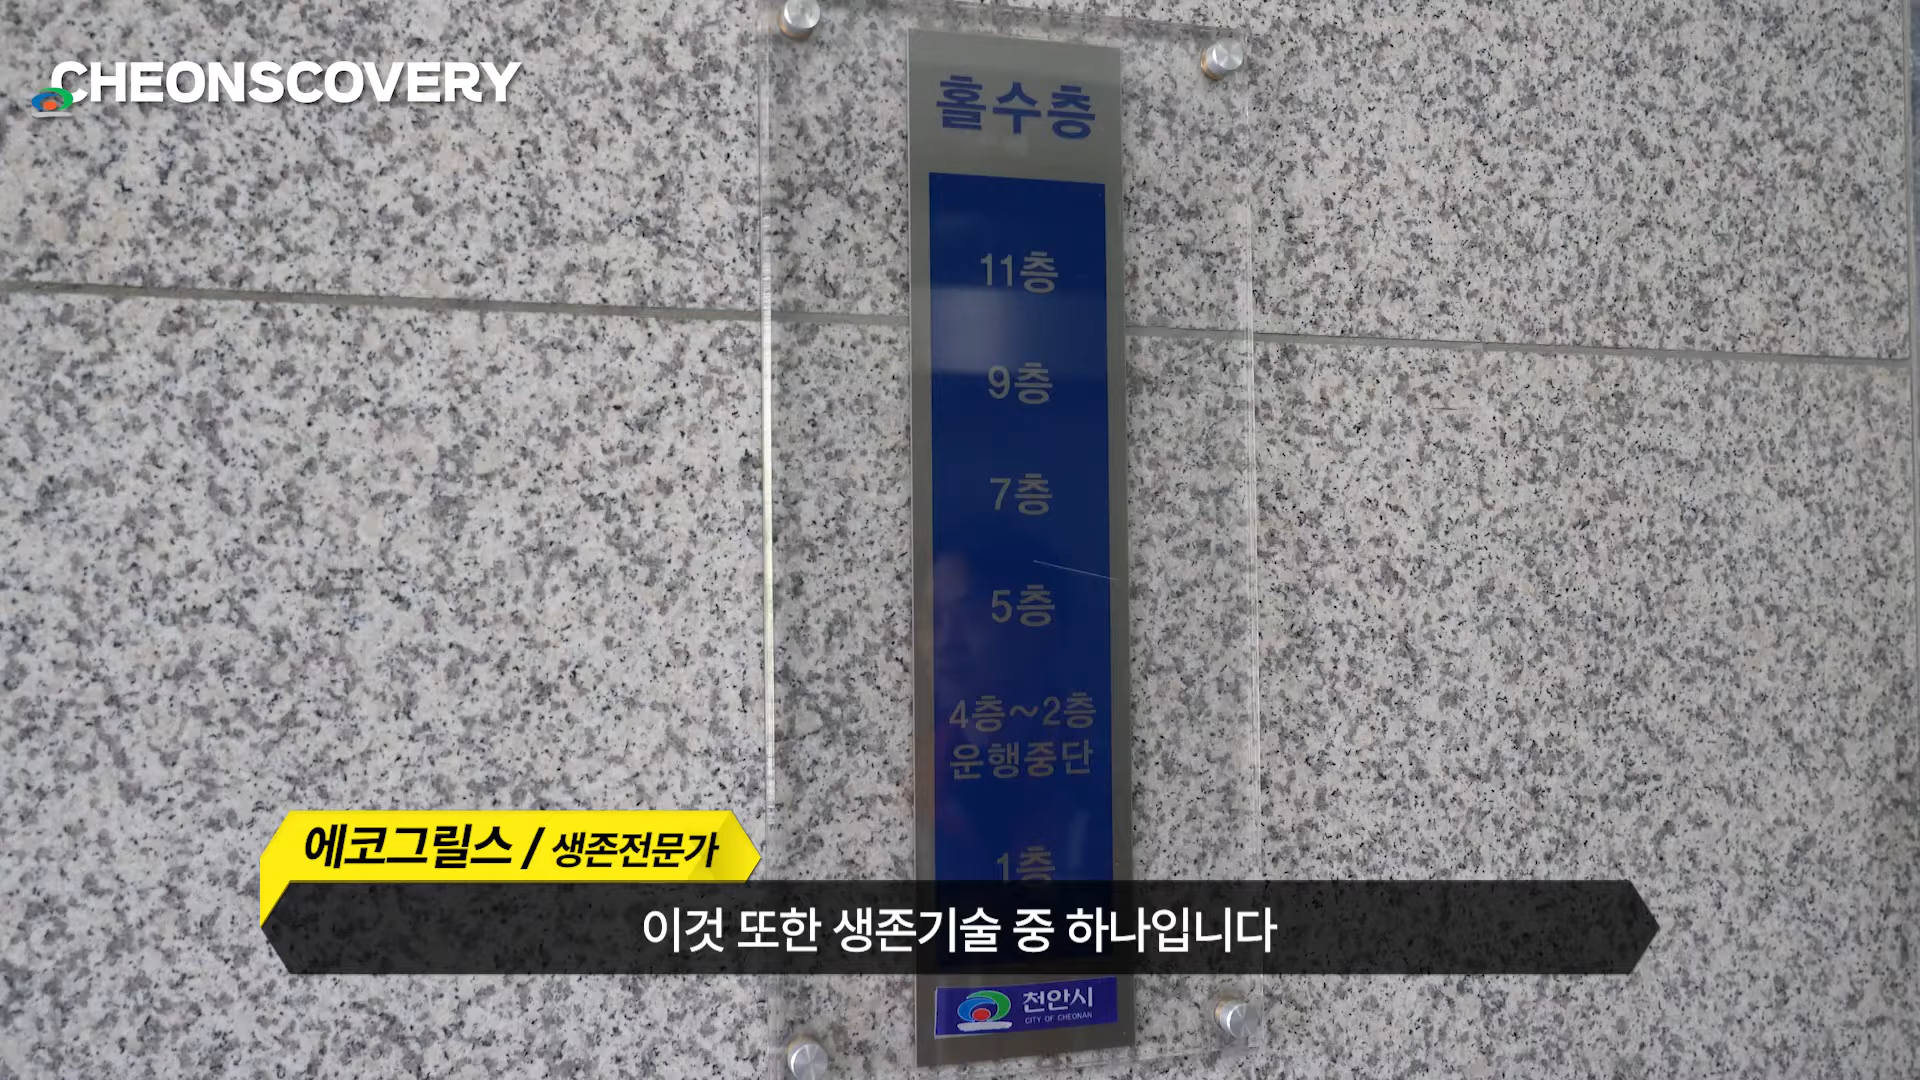 CHEONSCOVERY
홀수층
11층
9층
7층
5층
4층~2층
운행중단
1층
에코그릴스 / 생존전문가
이것 또한 생존기술 중 하나입니다
천안시
CITY OF CHEONAN